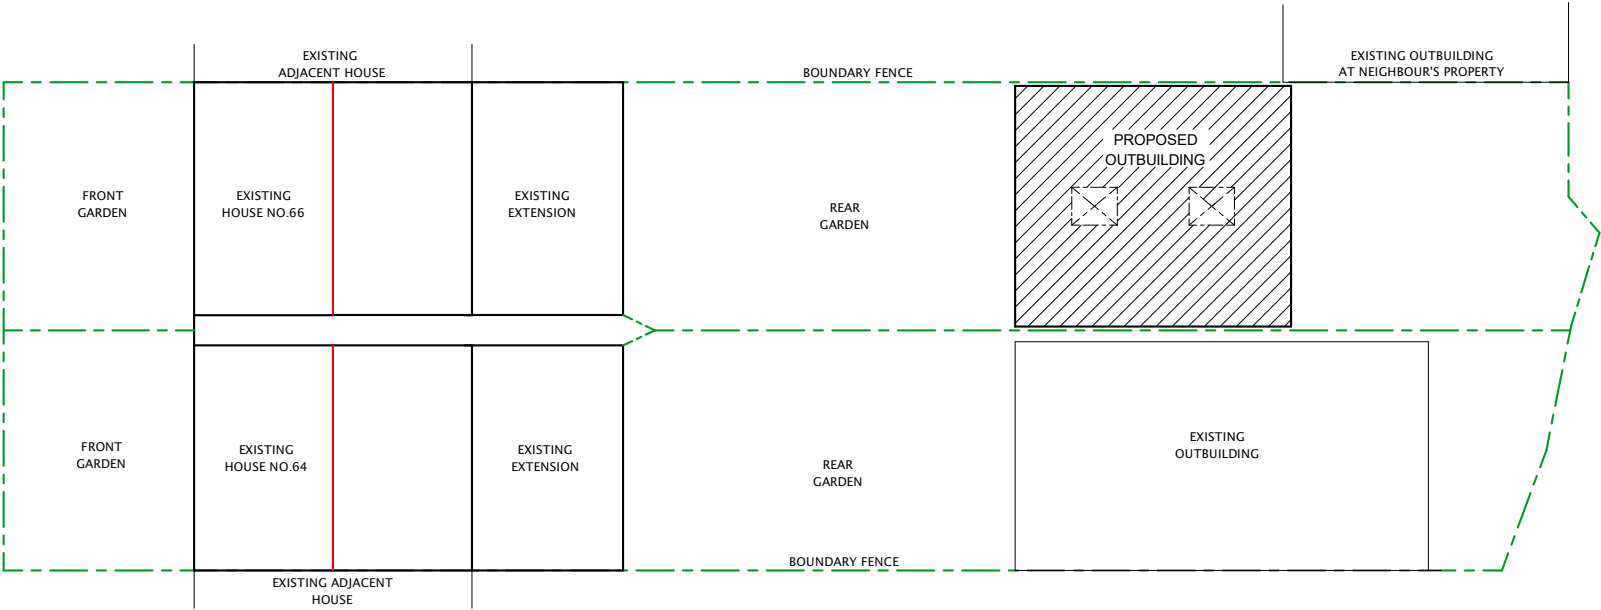 EXISTING
ADJACENT HOUSE
EXISTING OUTBUILDING
AT NEIGHBOUR'S PROPERTY
BOUNDARY FENCE
PROPOSED
OUTBUILDING
FRONT
GARDEN
EXISTING
HOUSE NO.66
EXISTING
EXTENSION
REAR
GARDEN
FRONT
GARDEN
EXISTING
HOUSE NO.64
EXISTING
EXTENSION
REAR
GARDEN
EXISTING
OUTBUILDING
BOUNDARY FENCE
EXISTING ADJACENT
HOUSE